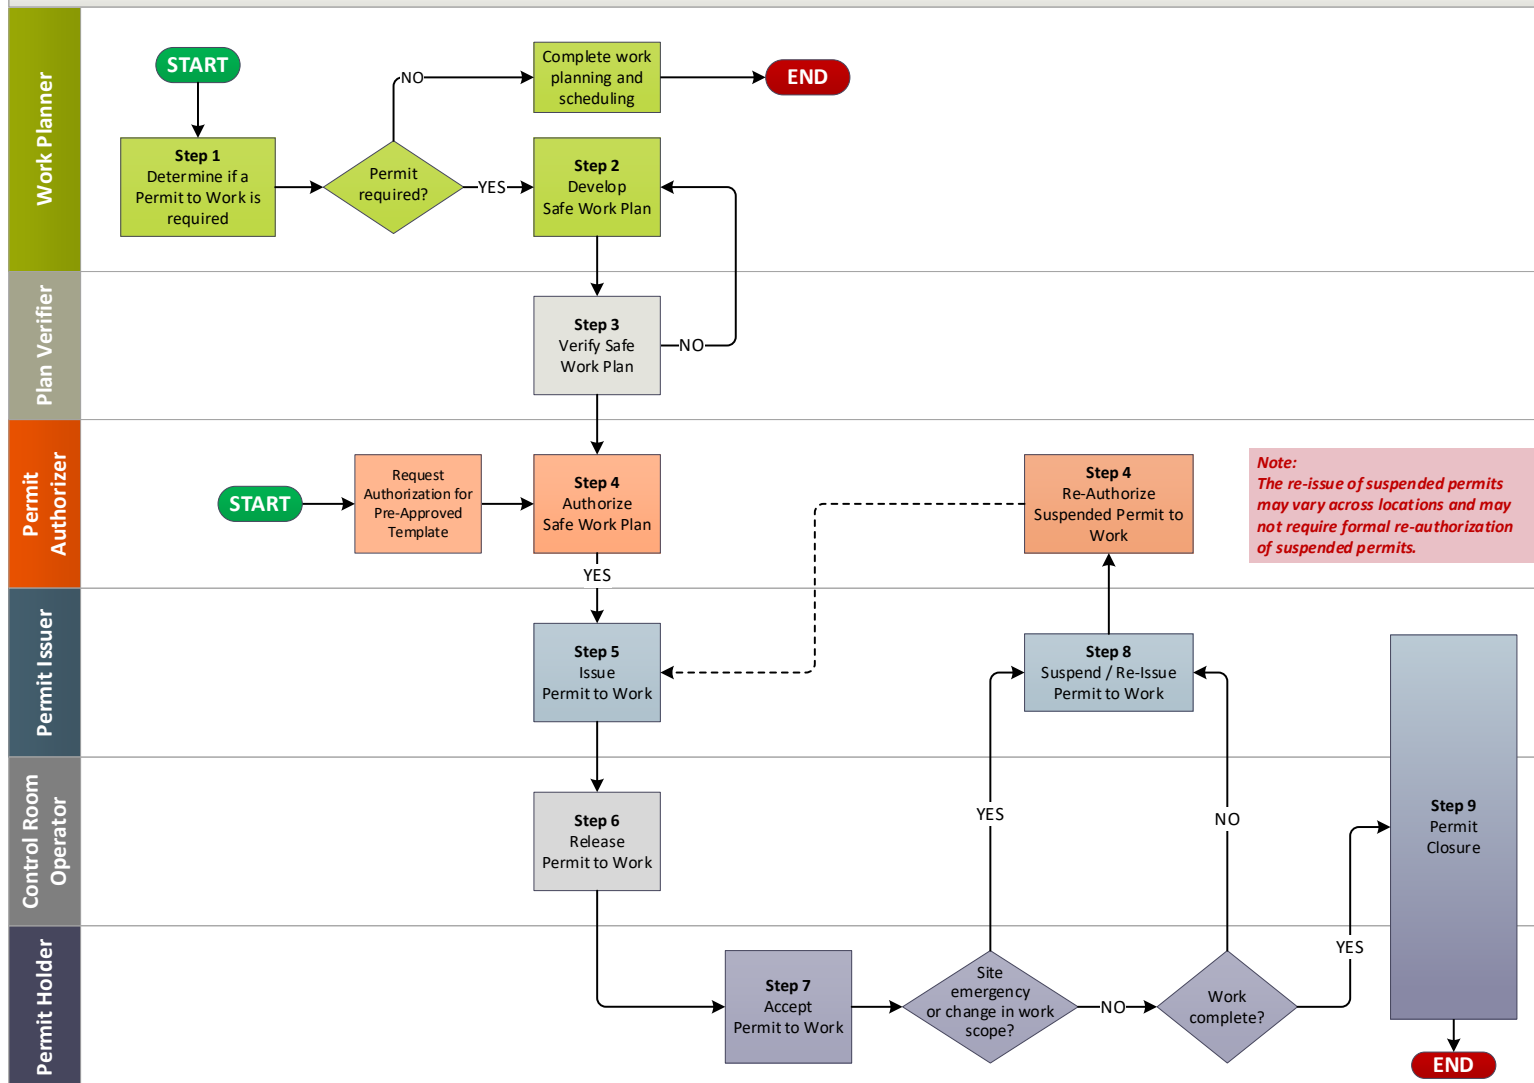 Work Planner
START
Step 1
Determine if a
Permit to Work is
required
Permit
required?
NO
Complete work
planning and
scheduling
END
YES
Step 2
Develop
Safe Work Plan
Plan Verifier
Step 3
Verify Safe
Work Plan
NO
Permit
Authorizer
START
Request
Authorization for
Pre-Approved
Template
Step 4
Authorize
Safe Work Plan
YES
Step 4
Re-Authorize
Suspended Permit to
Work
Note:
The re-issue of suspended permits
may vary across locations and may
not require formal re-authorization
of suspended permits.
Permit Issuer
Step 5
Issue
Permit to Work
Step 8
Suspend / Re-Issue
Permit to Work
Control Room
Operator
Step 6
Release
Permit to Work
YES
NO
Step 9
Permit
Closure
Permit Holder
Step 7
Accept
Permit to Work
Site
emergency
or change in work
scope?
NO
Work
complete?
YES
END